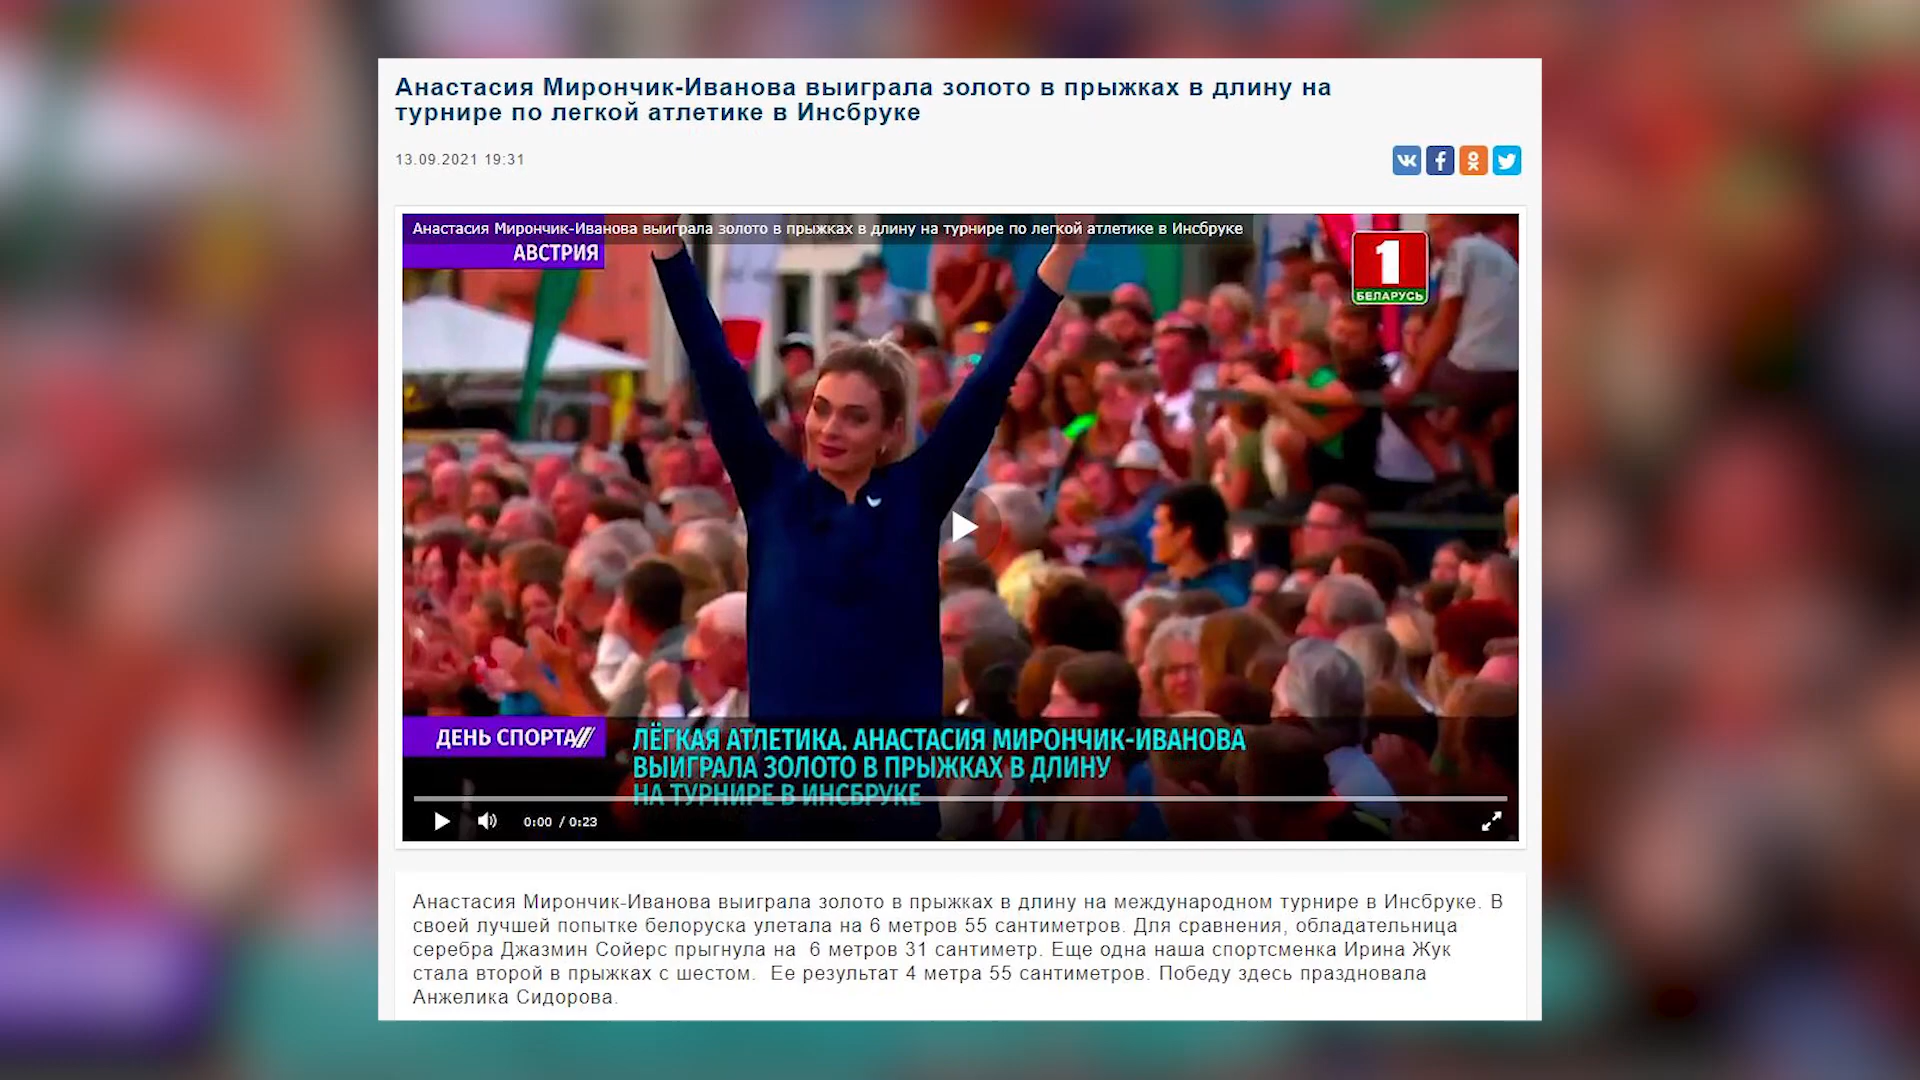 Анастасия Мирончик-Иванова выиграла золото в прыжках в длину на
турнире по легкой атлетике в Инсбруке
13.09.2021 19:31
Анастасия Мирончик-Иванова выиграла золото в прыжках в длину на турнире по легкой атлетике в Инсбруке
АВСТРИЯ
1
БЕЛАРУСЬ
ДЕНЬ СПОРТА
ЛЁГКАЯ АТЛЕТИКА. АНАСТАСИЯ МИРОНЧИК-ИВАНОВА
ВЫИГРАЛА ЗОЛОТО В ПРЫЖКАХ В ДЛИНУ
НА ТУРНИРЕ В ИНСБРУКЕ
0:00 / 0:23
Анастасия Мирончик-Иванова выиграла золото в прыжках в длину на международном турнире в Инсбруке. В
своей лучшей попытке белоруска улетала на 6 метров 55 сантиметров. Для сравнения, обладательница
серебра Джазмин Сойерс прыгнула на  6 метров 31 сантиметр. Еще одна наша спортсменка Ирина Жук
стала второй в прыжках с шестом.  Ее результат 4 метра 55 сантиметров. Победу здесь праздновала
Анжелика Сидорова.